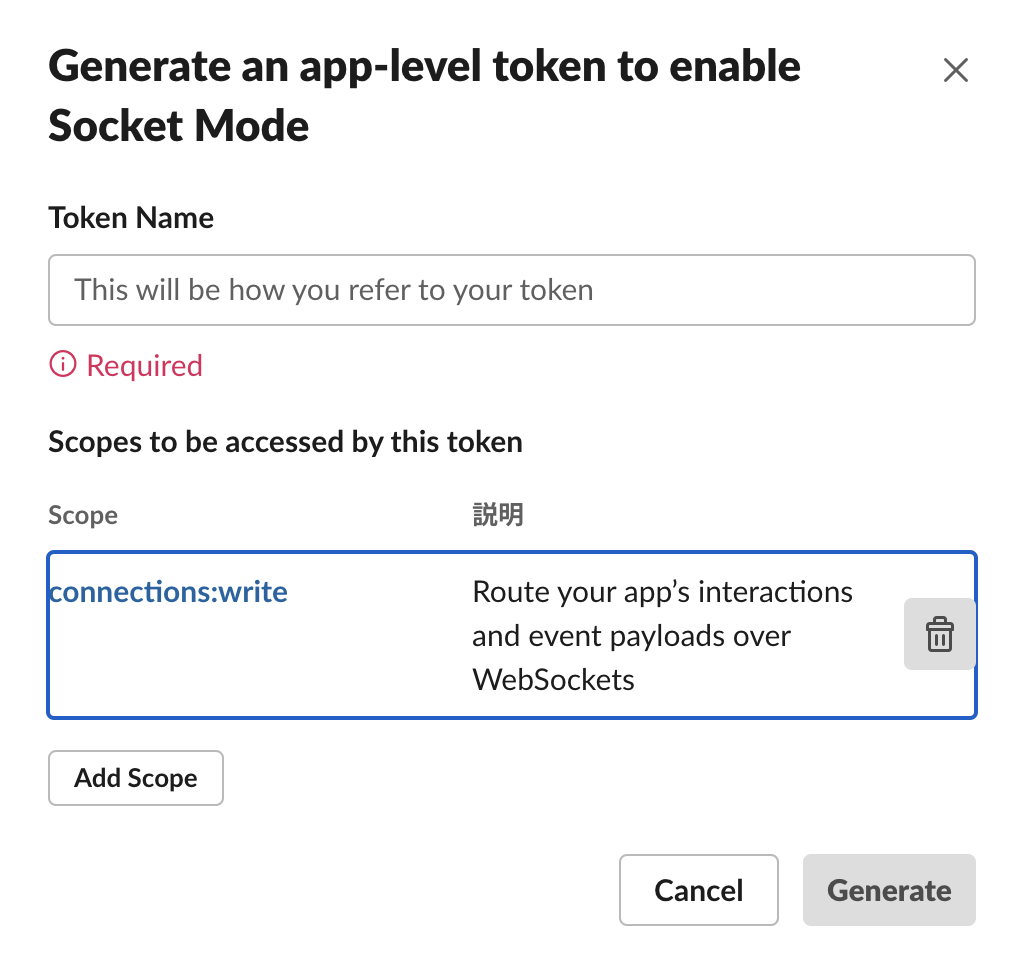 Generate an app-level token to enable
Socket Mode
Token Name
This will be how you refer to your token
Required
Scopes to be accessed by this token
Scope 説明
connections:write Route your app’s interactions
and event payloads over
WebSockets
Add Scope
Cancel Generate